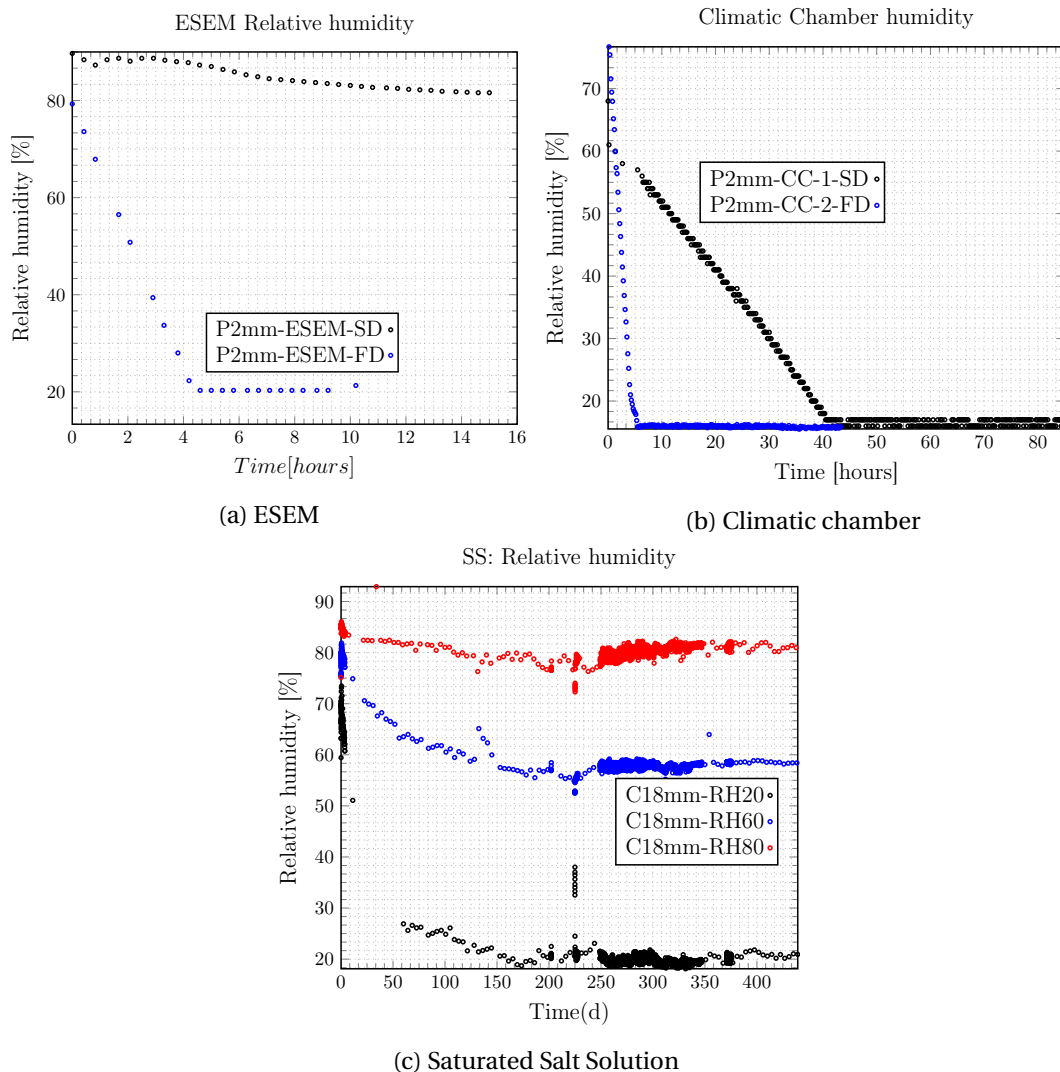 ESEM Relative humidity
Relative humidity [%]
80
60
40
20
0 2 4 6 8 10 12 14 16
Time[hours]
P2mm-ESEM-SD
P2mm-ESEM-FD
(a) ESEM
Climatic Chamber humidity
Relative humidity [%]
70
60
50
40
30
20
0 10 20 30 40 50 60 70 80
Time [hours]
P2mm-CC-1-SD
P2mm-CC-2-FD
(b) Climatic chamber
SS: Relative humidity
Relative humidity [%]
90
80
70
60
50
40
30
20
0 50 100 150 200 250 300 350 400
Time(d)
C18mm-RH20
C18mm-RH60
C18mm-RH80
(c) Saturated Salt Solution